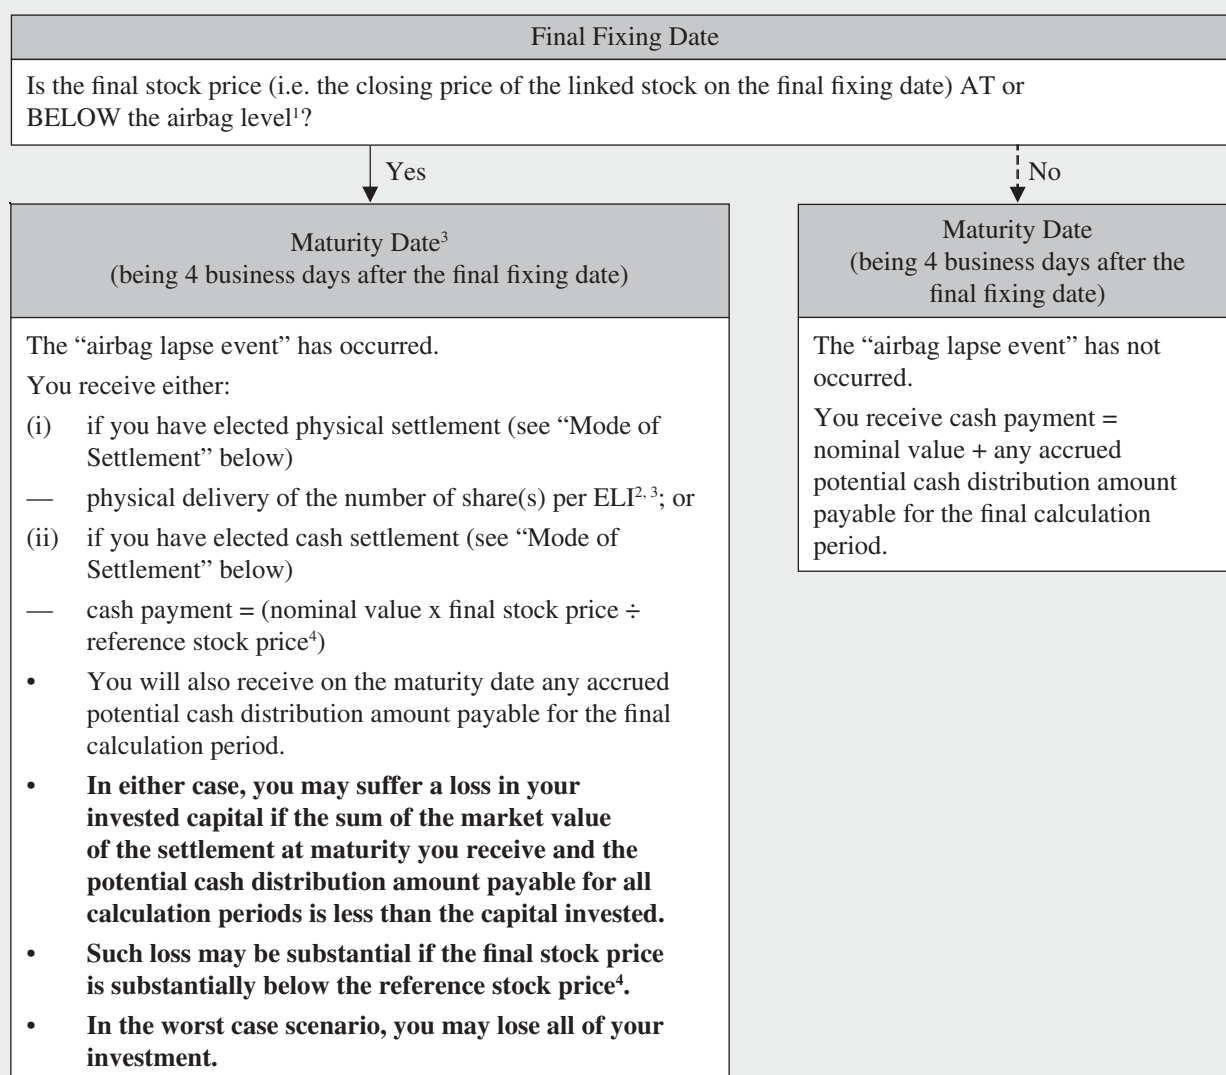 Final Fixing Date
Is the final stock price (i.e. the closing price of the linked stock on the final fixing date) AT or
BELOW the airbag level¹?
Yes
No
Maturity Date³
(being 4 business days after the final fixing date)
The “airbag lapse event” has occurred.
You receive either:
(i) if you have elected physical settlement (see “Mode of
Settlement” below)
— physical delivery of the number of share(s) per ELI²,³; or
(ii) if you have elected cash settlement (see “Mode of
Settlement” below)
— cash payment = (nominal value x final stock price ÷
reference stock price⁴)
• You will also receive on the maturity date any accrued
potential cash distribution amount payable for the final
calculation period.
• In either case, you may suffer a loss in your
invested capital if the sum of the market value
of the settlement at maturity you receive and the
potential cash distribution amount payable for all
calculation periods is less than the capital invested.
• Such loss may be substantial if the final stock price
is substantially below the reference stock price⁴.
• In the worst case scenario, you may lose all of your
investment.
Maturity Date
(being 4 business days after the
final fixing date)
The “airbag lapse event” has not
occurred.
You receive cash payment =
nominal value + any accrued
potential cash distribution amount
payable for the final calculation
period.